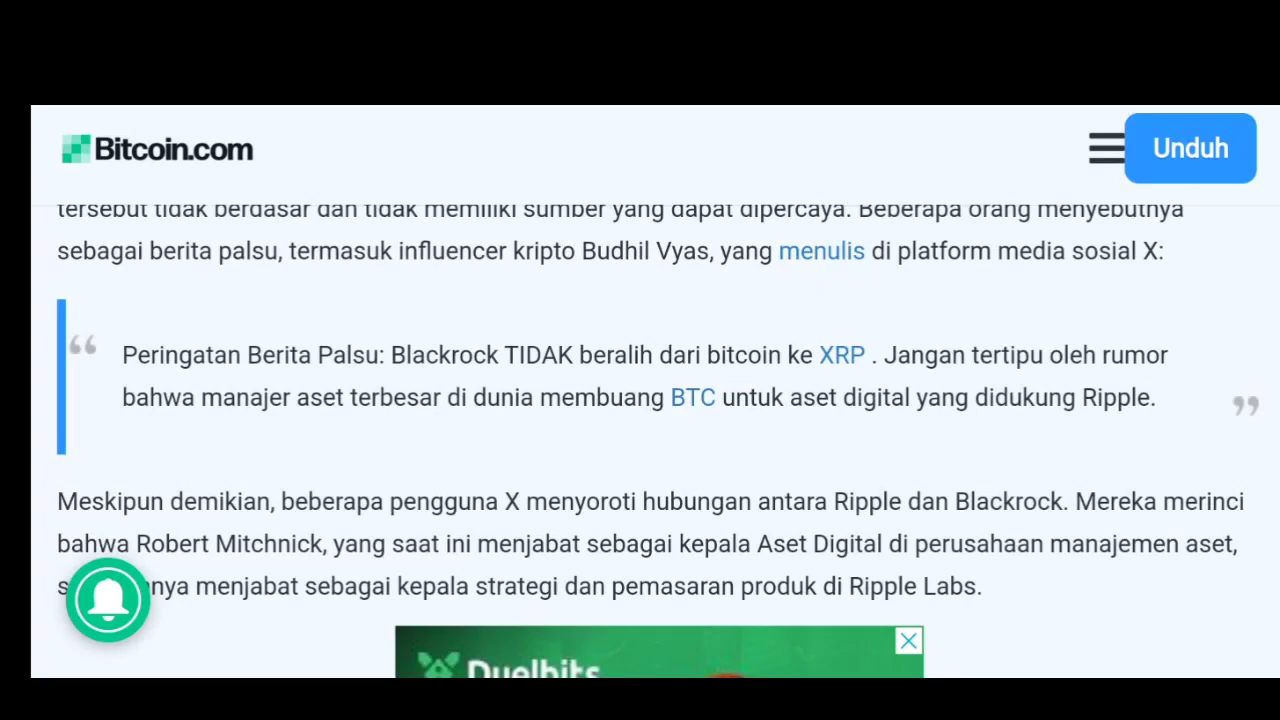 Bitcoin.com
Unduh
tersebut tidak berdasar dan tidak memiliki sumber yang dapat dipercaya. Beberapa orang menyebutnya
sebagai berita palsu, termasuk influencer kripto Budhil Vyas, yang menulis di platform media sosial X:
“
Peringatan Berita Palsu: Blackrock TIDAK beralih dari bitcoin ke XRP . Jangan tertipu oleh rumor
bahwa manajer aset terbesar di dunia membuang BTC untuk aset digital yang didukung Ripple.
”
Meskipun demikian, beberapa pengguna X menyoroti hubungan antara Ripple dan Blackrock. Mereka merinci
bahwa Robert Mitchnick, yang saat ini menjabat sebagai kepala Aset Digital di perusahaan manajemen aset,
menjabat sebagai kepala strategi dan pemasaran produk di Ripple Labs.
Duelbits